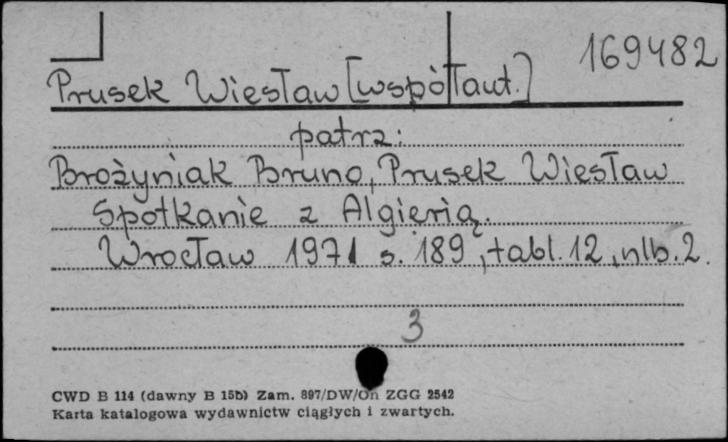 169482
Prusek Wiesław [współaut.]
patrz:
Brożyniak Bruno, Prusek Wiesław
Spotkanie z Algierią.
Wrocław 1971 s. 189, tabl. 12, nlb. 2.
3
CWD B 114 (dawny B 15b) Zam. 897/DW/On ZGG 2542
Karta katalogowa wydawnictw ciągłych i zwartych.